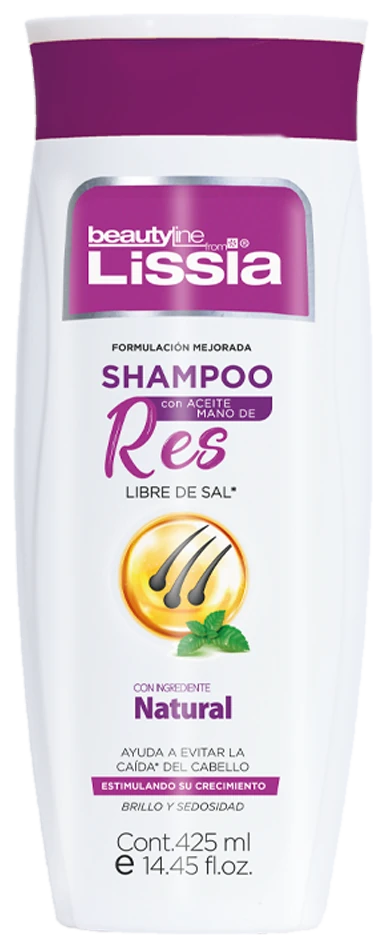 beautyline
from ®
Lissia
FORMULACIÓN MEJORADA
SHAMPOO
con ACEITE
MANO DE
Res
LIBRE DE SAL*
CON INGREDIENTE
Natural
AYUDA A EVITAR LA
CAÍDA* DEL CABELLO
ESTIMULANDO SU CRECIMIENTO
BRILLO Y SEDOSIDAD
Cont.425 ml
e 14.45 fl.oz.